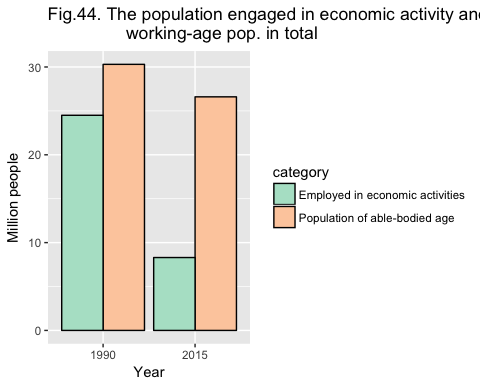 Fig.44. The population engaged in economic activity and
working-age pop. in total
30
20
10
0
Million people
1990
2015
Year
category
Employed in economic activities
Population of able-bodied age